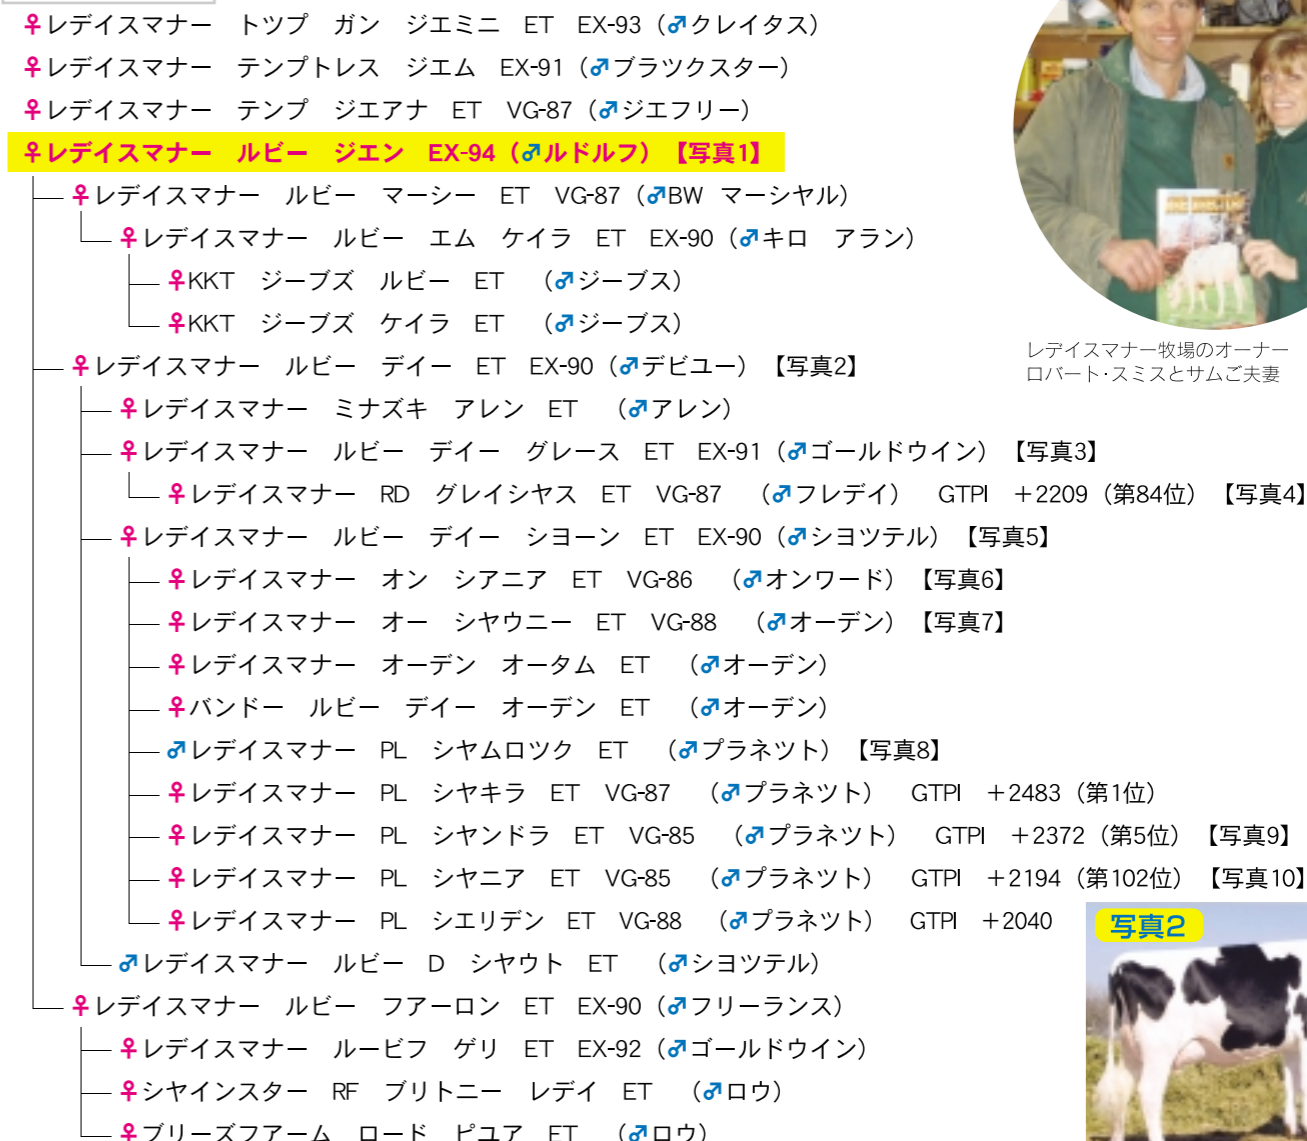 ♀レデイスマナー　トツプ　ガン　ジエミニ　ET　EX-93（♂クレイタス）
♀レデイスマナー　テンプトレス　ジエム　EX-91（♂ブラツクスター）
♀レデイスマナー　テンプ　ジエアナ　ET　VG-87（♂ジエフリー）
♀レデイスマナー　ルビー　ジエン　EX-94（♂ルドルフ）【写真1】
♀レデイスマナー　ルビー　マーシー　ET　VG-87（♂BW　マーシヤル）
♀レデイスマナー　ルビー　エム　ケイラ　ET　EX-90（♂キロ　アラン）
♀KKT　ジーブズ　ルビー　ET　（♂ジーブス）
♀KKT　ジーブズ　ケイラ　ET　（♂ジーブス）
レデイスマナー牧場のオーナー
ロバート・スミスとサムご夫妻
♀レデイスマナー　ルビー　デイー　ET　EX-90（♂デビユー）【写真2】
♀レデイスマナー　ミナズキ　アレン　ET　（♂アレン）
♀レデイスマナー　ルビー　デイー　グレース　ET　EX-91（♂ゴールドウイン）【写真3】
♀レデイスマナー　RD　グレイシヤス　ET　VG-87　（♂フレデイ）　GTPI　＋2209（第84位）【写真4】
♀レデイスマナー　ルビー　デイー　シヨーン　ET　EX-90（♂シヨツテル）【写真5】
♀レデイスマナー　オン　シアニア　ET　VG-86　（♂オンワード）【写真6】
♀レデイスマナー　オー　シヤウニー　ET　VG-88　（♂オーデン）【写真7】
♀レデイスマナー　オーデン　オータム　ET　（♂オーデン）
♀バンドー　ルビー　デイー　オーデン　ET　（♂オーデン）
♂レデイスマナー　PL　シヤムロツク　ET　（♂プラネツト）【写真8】
♀レデイスマナー　PL　シヤキラ　ET　VG-87　（♂プラネツト）　GTPI　＋2483（第1位）
♀レデイスマナー　PL　シヤンドラ　ET　VG-85　（♂プラネツト）　GTPI　＋2372（第5位）【写真9】
♀レデイスマナー　PL　シヤニア　ET　VG-85　（♂プラネツト）　GTPI　＋2194（第102位）【写真10】
♀レデイスマナー　PL　シエリデン　ET　VG-88　（♂プラネツト）　GTPI　＋2040
写真2
♂レデイスマナー　ルビー　D　シヤウト　ET　（♂シヨツテル）
♀レデイスマナー　ルビー　フアーロン　ET　EX-90（♂フリーランス）
♀レデイスマナー　ルービフ　ゲリ　ET　EX-92（♂ゴールドウイン）
♀シヤインスター　RF　ブリトニー　レデイ　ET　（♂ロウ）
♀ブリーズフアーム　ロード　ピユア　ET　（♂ロウ）